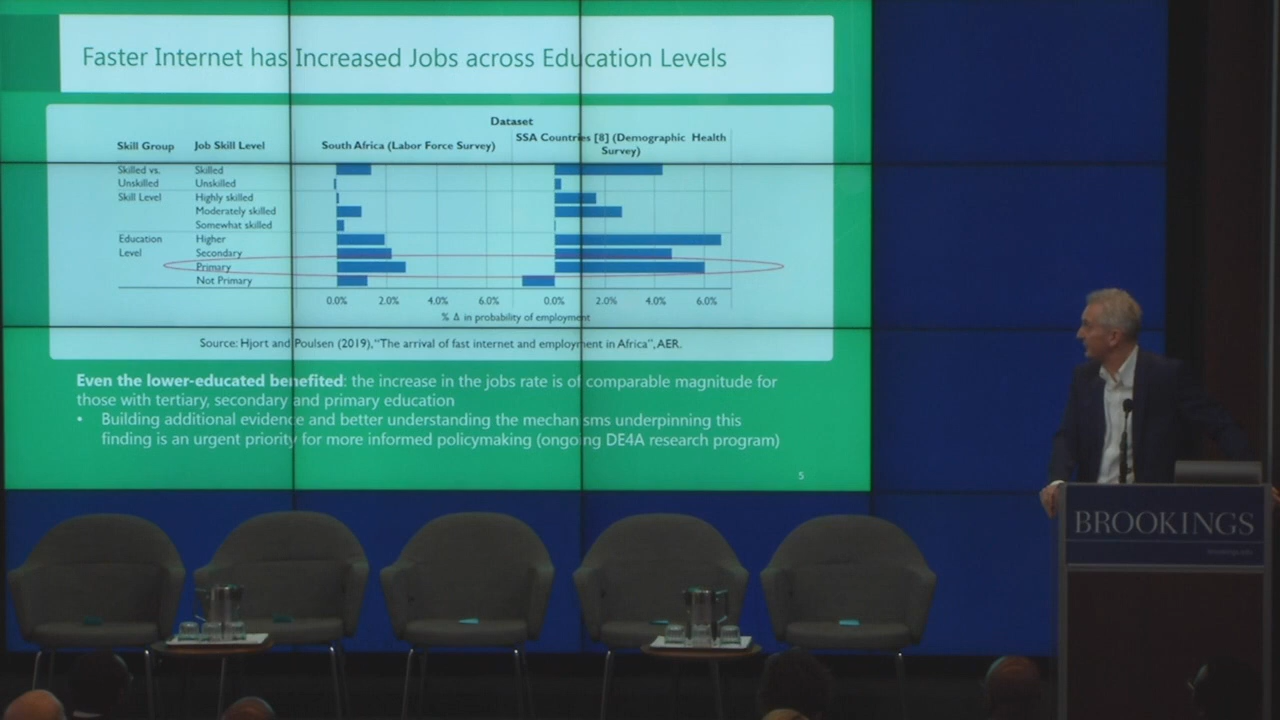 Faster Internet has Increased Jobs across Education Levels
Dataset
Skill Group Job Skill Level South Africa (Labor Force Survey) SSA Countries [8] (Demographic Health
Survey)
Skilled vs. Skilled
Unskilled Unskilled
Skill Level Highly skilled
Moderately skilled
Somewhat skilled
Education Higher
Level Secondary
Primary
Not Primary
0.0% 2.0% 4.0% 6.0% 0.0% 2.0% 4.0% 6.0%
% Δ in probability of employment
Source: Hjort and Poulsen (2019), “The arrival of fast internet and employment in Africa”, AER.
Even the lower-educated benefited: the increase in the jobs rate is of comparable magnitude for
those with tertiary, secondary and primary education
• Building additional evidence and better understanding the mechanisms underpinning this
finding is an urgent priority for more informed policymaking (ongoing DE4A research program)
5
BROOKINGS